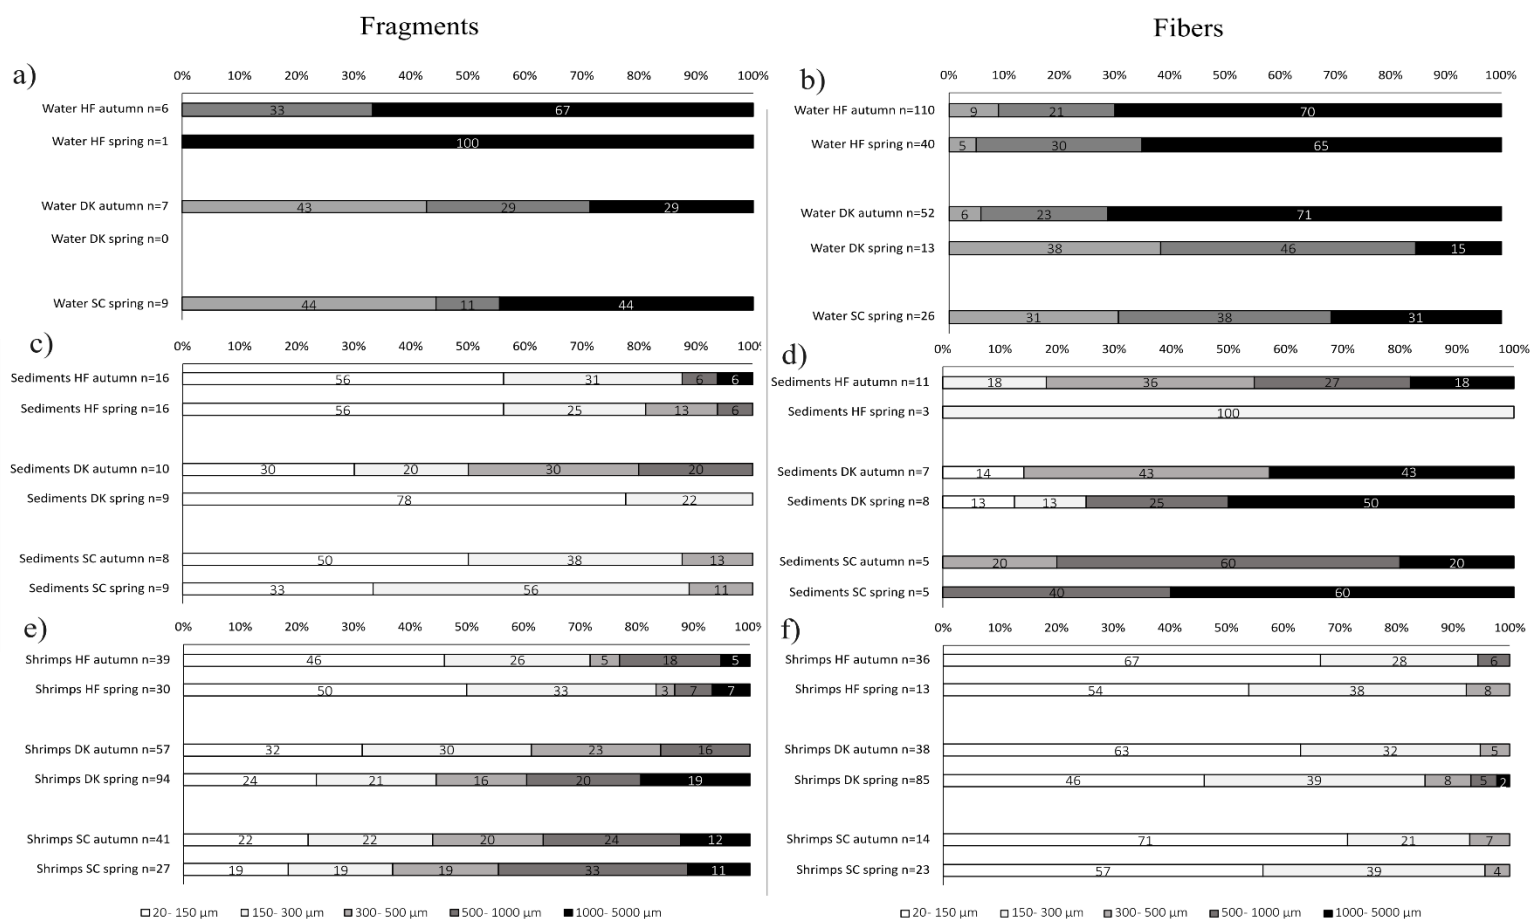 Fragments
Fibers
a)
0% 10% 20% 30% 40% 50% 60% 70% 80% 90% 100%
Water HF autumn n=6 33 67
Water HF spring n=1 100
Water DK autumn n=7 43 29 29
Water DK spring n=0
Water SC spring n=9 44 11 44
b)
0% 10% 20% 30% 40% 50% 60% 70% 80% 90% 100%
Water HF autumn n=110 9 21 70
Water HF spring n=40 5 30 65
Water DK autumn n=52 6 23 71
Water DK spring n=13 38 46 15
Water SC spring n=26 31 38 31
c)
0% 10% 20% 30% 40% 50% 60% 70% 80% 90% 100%
Sediments HF autumn n=16 56 31 6 6
Sediments HF spring n=16 56 25 13 6
Sediments DK autumn n=10 30 20 30 20
Sediments DK spring n=9 78 22
Sediments SC autumn n=8 50 38 13
Sediments SC spring n=9 33 56 11
d)
0% 10% 20% 30% 40% 50% 60% 70% 80% 90% 100%
Sediments HF autumn n=11 18 36 27 18
Sediments HF spring n=3 100
Sediments DK autumn n=7 14 43 43
Sediments DK spring n=8 13 13 25 50
Sediments SC autumn n=5 20 60 20
Sediments SC spring n=5 40 60
e)
0% 10% 20% 30% 40% 50% 60% 70% 80% 90% 100%
Shrimps HF autumn n=39 46 26 5 18 5
Shrimps HF spring n=30 50 33 3 7 7
Shrimps DK autumn n=57 32 30 23 16
Shrimps DK spring n=94 24 21 16 20 19
Shrimps SC autumn n=41 22 22 20 24 12
Shrimps SC spring n=27 19 19 19 33 11
20- 150 µm 150- 300 µm 300- 500 µm 500- 1000 µm 1000- 5000 µm
f)
0% 10% 20% 30% 40% 50% 60% 70% 80% 90% 100%
Shrimps HF autumn n=36 67 28 6
Shrimps HF spring n=13 54 38 8
Shrimps DK autumn n=38 63 32 5
Shrimps DK spring n=85 46 39 8 5 2
Shrimps SC autumn n=14 71 21 7
Shrimps SC spring n=23 57 39 4
20- 150 µm 150- 300 µm 300- 500 µm 500- 1000 µm 1000- 5000 µm